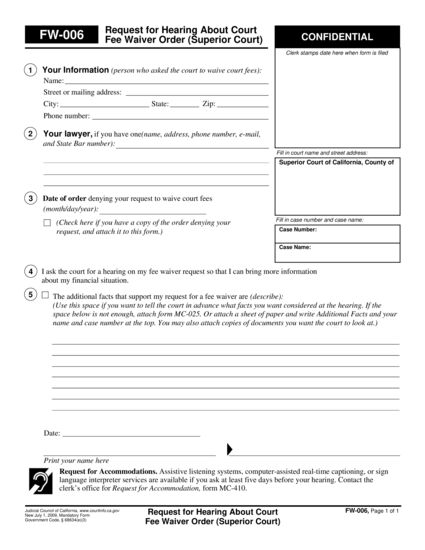 FW-006
Request for Hearing About Court
Fee Waiver Order (Superior Court)
CONFIDENTIAL
Clerk stamps date here when form is filed
1 Your Information (person who asked the court to waive court fees):
Name:
Street or mailing address:
City: State: Zip:
Phone number:
2 Your lawyer, if you have one(name, address, phone number, e-mail,
and State Bar number):
Fill in court name and street address:
Superior Court of California, County of
3 Date of order denying your request to waive court fees
(month/day/year):
(Check here if you have a copy of the order denying your
request, and attach it to this form.)
Fill in case number and case name:
Case Number:
Case Name:
4 I ask the court for a hearing on my fee waiver request so that I can bring more information
about my financial situation.
5 The additional facts that support my request for a fee waiver are (describe):
(Use this space if you want to tell the court in advance what facts you want considered at the hearing. If the
space below is not enough, attach form MC-025. Or attach a sheet of paper and write Additional Facts and your
name and case number at the top. You may also attach copies of documents you want the court to look at.)
Date:
Print your name here
Request for Accommodations. Assistive listening systems, computer-assisted real-time captioning, or sign
language interpreter services are available if you ask at least five days before your hearing. Contact the
clerk's office for Request for Accommodation, form MC-410.
Judicial Council of California, www.courtinfo.ca.gov
New July 1, 2009, Mandatory Form
Government Code, § 68634(e)(3)
Request for Hearing About Court
Fee Waiver Order (Superior Court)
FW-006, Page 1 of 1